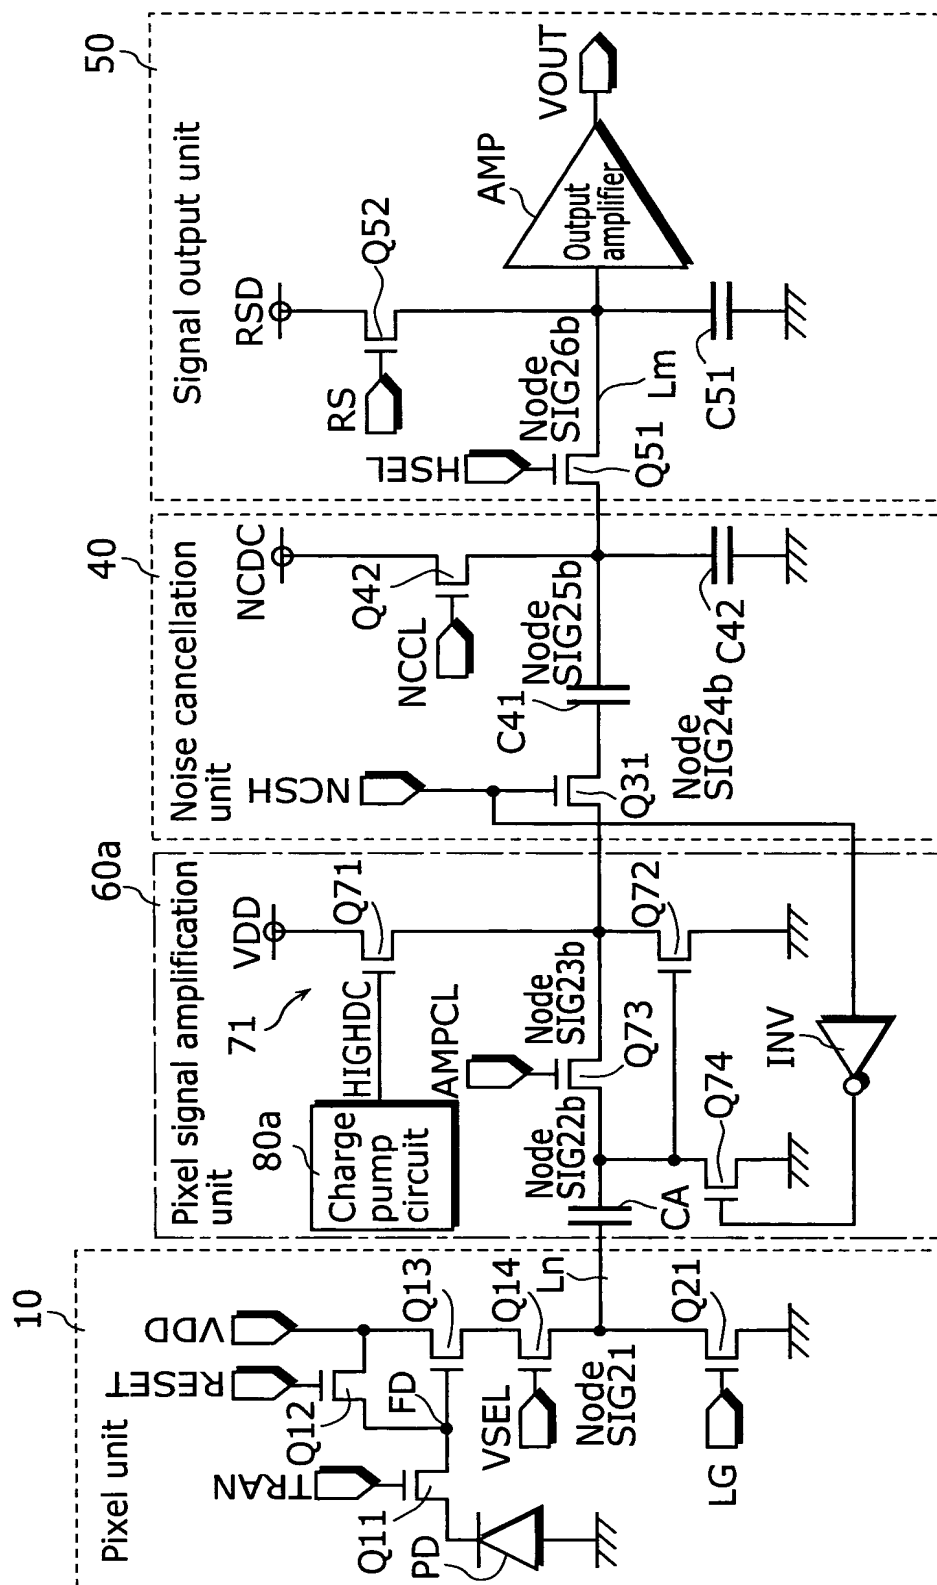 10
Pixel unit
VDD
RESET
Q12
TRAN
Q11
PD
FD
Q13
VSEL
Q14
Node
SIG21
Ln
LG
Q21
60a
Pixel signal amplification
unit
VDD
71
Q71
HIGHDC
80a
Charge
pump
circuit
AMPCL
Node
SIG22b
Node
SIG23b
Q73
CA
Q72
Q74
INV
40
Noise cancellation
unit
NCDC
Q42
NCCL
NCSH
Q31
C41
Node
SIG25b
Node
SIG24b
C42
50
Signal output unit
RSD
Q52
RS
HSEL
Q51
Node
SIG26b
Lm
C51
AMP
Output
amplifier
VOUT